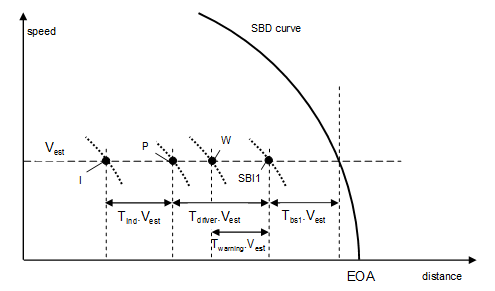 speed
SBD curve
Vest
P
W
I
SBI1
Tind.Vest
Tdriver.Vest
Tbs1.Vest
Twarning.Vest
EOA
distance